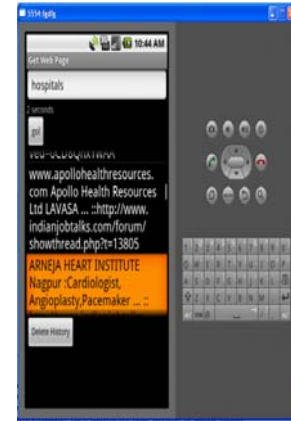 5554:fgdfg
10:44 AM
Get Web Page
hospitals
2 seconds
go!
www.apollohealthresources.
com Apollo Health Resources
Ltd LAVASA ... ::http://www.
indianjobtalks.com/forum/
showthread.php?t=13805
ARNEJA HEART INSTITUTE
Nagpur :Cardiologist,
Angioplasty,Pacemaker ... ::
Delete History